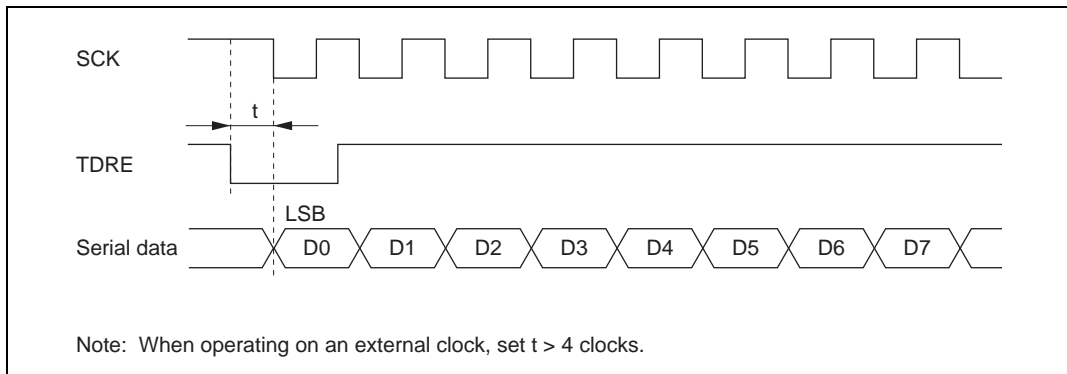 SCK
t
TDRE
LSB
Serial data D0 D1 D2 D3 D4 D5 D6 D7
Note: When operating on an external clock, set t > 4 clocks.